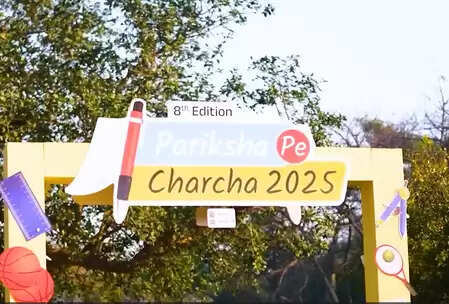 8th Edition
Pariksha Pe
Charcha 2025